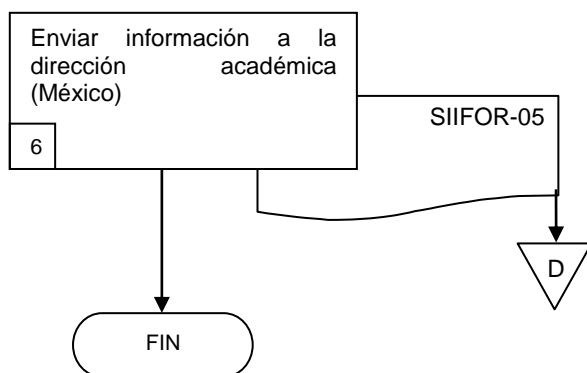 Enviar información a la
dirección académica
(México)
SIIFOR-05
6
D
FIN